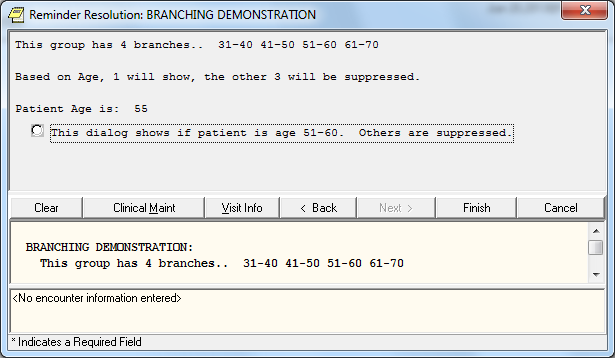 Reminder Resolution: BRANCHING DEMONSTRATION
This group has 4 branches.. 31-40 41-50 51-60 61-70
Based on Age, 1 will show, the other 3 will be suppressed.
Patient Age is: 55
This dialog shows if patient is age 51-60. Others are suppressed.
Clear Clinical Maint Visit Info < Back Next > Finish Cancel
BRANCHING DEMONSTRATION:
This group has 4 branches.. 31-40 41-50 51-60 61-70
<No encounter information entered>
* Indicates a Required Field